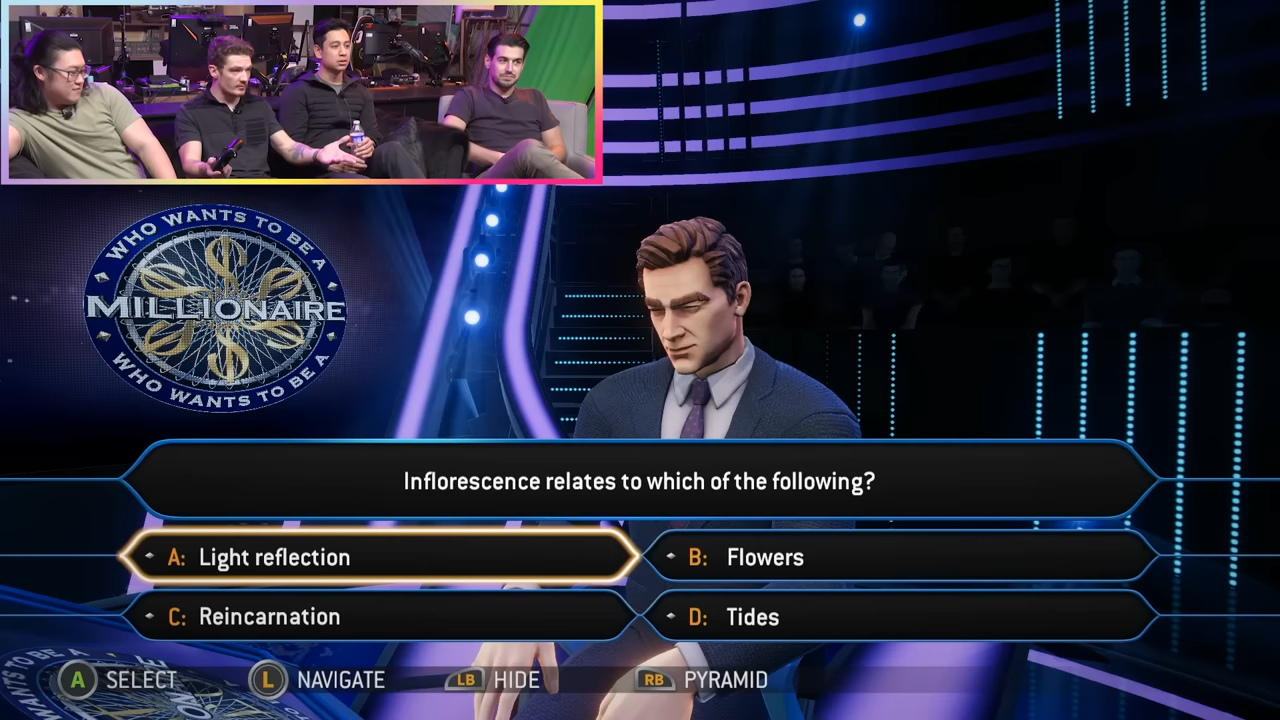 WHO WANTS TO BE A
MILLIONAIRE
WHO WANTS TO BE A
Inflorescence relates to which of the following?
A: Light reflection
B: Flowers
C: Reincarnation
D: Tides
A SELECT
L NAVIGATE
LB HIDE
RB PYRAMID